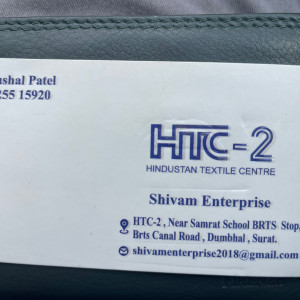 ushal Patel
255 15920
HTC-2
HINDUSTAN TEXTILE CENTRE
Shivam Enterprise
HTC-2 , Near Samrat School BRTS Stop,
Brts Canal Road , Dumbhal , Surat.
shivamenterprise2018@gmail.com